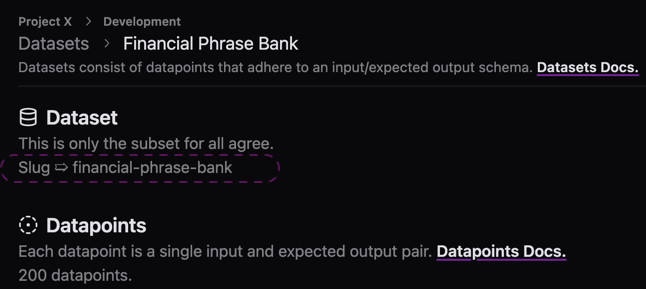 Project X > Development
Datasets > Financial Phrase Bank
Datasets consist of datapoints that adhere to an input/expected output schema. Datasets Docs.
Dataset
This is only the subset for all agree.
Slug ⇨ financial-phrase-bank
Datapoints
Each datapoint is a single input and expected output pair. Datapoints Docs.
200 datapoints.